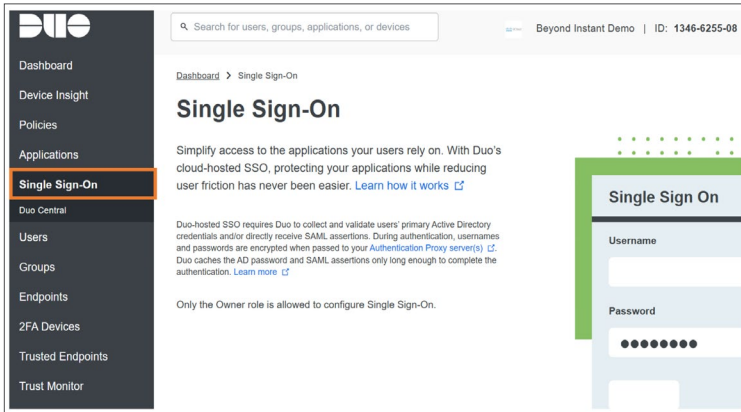 DUO
Search for users, groups, applications, or devices
Beyond Instant Demo | ID: 1346-6255-08
Dashboard
Device Insight
Policies
Applications
Single Sign-On
Duo Central
Users
Groups
Endpoints
2FA Devices
Trusted Endpoints
Trust Monitor
Dashboard > Single Sign-On
Single Sign-On
Simplify access to the applications your users rely on. With Duo's
cloud-hosted SSO, protecting your applications while reducing
user friction has never been easier. Learn how it works
Duo-hosted SSO requires Duo to collect and validate users' primary Active Directory
credentials and/or directly receive SAML assertions. During authentication, usernames
and passwords are encrypted when passed to your Authentication Proxy server(s).
Duo caches the AD password and SAML assertions only long enough to complete the
authentication. Learn more
Only the Owner role is allowed to configure Single Sign-On.
Single Sign On
Username
Password